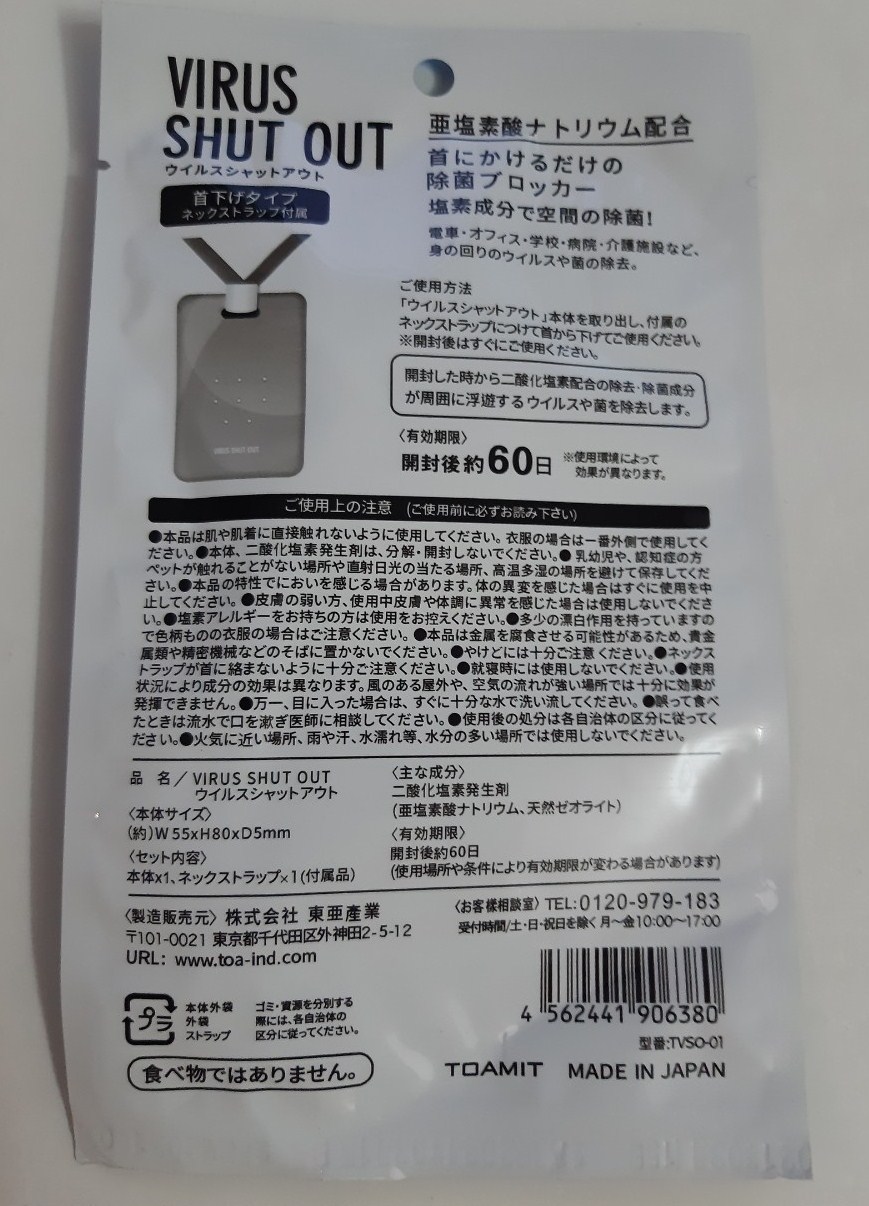 VIRUS
SHUT OUT
ウイルスシャットアウト
首下げタイプ
ネックストラップ付属
VIRUS SHUT OUT
亜塩素酸ナトリウム配合
首にかけるだけの
除菌ブロッカー
塩素成分で空間の除菌!
電車・オフィス・学校・病院・介護施設など、
身の回りのウイルスや菌の除去。
ご使用方法
「ウイルスシャットアウト」本体を取り出し、付属の
ネックストラップにつけて首から下げてご使用ください。
※開封後はすぐにご使用ください。
開封した時から二酸化塩素配合の除去・除菌成分
が周囲に浮遊するウイルスや菌を除去します。
〈有効期限〉
開封後約60日
※使用環境によって
効果が異なります。
ご使用上の注意 (ご使用前に必ずお読み下さい)
●本品は肌や肌着に直接触れないように使用してください。衣服の場合は一番外側で使用してく
ださい。●本体、二酸化塩素発生剤は、分解・開封しないでください。●乳幼児や、認知症の方
ペットが触れることがない場所や直射日光の当たる場所、高温多湿の場所を避けて保存してくだ
さい。●本品の特性でにおいを感じる場合があります。体の異変を感じた場合はすぐに使用を中
止してください。●皮膚の弱い方、使用中皮膚や体調に異常を感じた場合は使用しないでくださ
い。●塩素アレルギーをお持ちの方は使用をお控えください。●多少の漂白作用を持っていますの
で色柄ものの衣服の場合はご注意ください。●本品は金属を腐食させる可能性があるため、貴金
属類や精密機械などのそばに置かないでください。●やけどには十分ご注意ください。●ネックス
トラップが首に絡まないように十分ご注意ください。●就寝時には使用しないでください。●使用
状況により成分の効果は異なります。風のある屋外や、空気の流れが強い場所では十分に効果が
発揮できません。●万一、目に入った場合は、すぐに十分な水で洗い流してください。●誤って食べ
たときは流水で口を漱ぎ医師に相談してください。●使用後の処分は各自治体の区分に従ってく
ださい。●火気に近い場所、雨や汗、水濡れ等、水分の多い場所では使用しないでください。
品 名/VIRUS SHUT OUT
ウイルスシャットアウト
〈本体サイズ〉
(約)W55xH80xD5mm
〈セット内容〉
本体x1、ネックストラップ×1(付属品)
〈主な成分〉
二酸化塩素発生剤
(亜塩素酸ナトリウム、天然ゼオライト)
〈有効期限〉
開封後約60日
(使用場所や条件により有効期限が変わる場合があります)
〈製造販売元〉株式会社 東亜産業
〒101-0021 東京都千代田区外神田2-5-12
URL: www.toa-ind.com
〈お客様相談室〉TEL:0120-979-183
受付時間/土・日・祝日を除く 月〜金10:00〜17:00
プラ
本体外袋
外袋
ストラップ
ゴミ・資源を分別する
際には、各自治体の
区分に従ってください。
食べ物ではありません。
4 562441 906380
型番:TVSO-01
TOAMIT MADE IN JAPAN